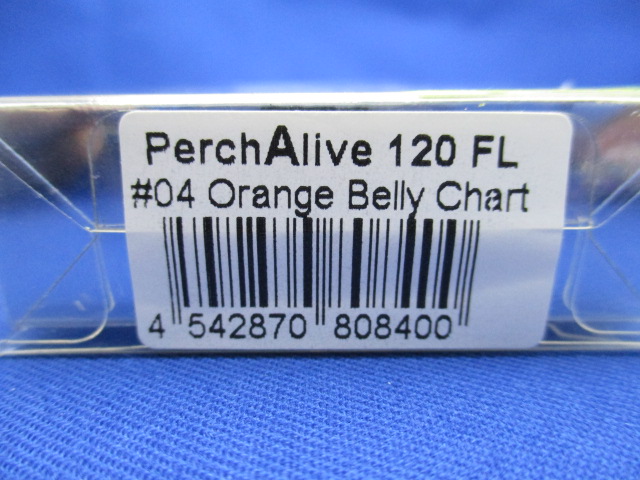 PerchAlive 120 FL
#04 Orange Belly Chart
4 542870 808400